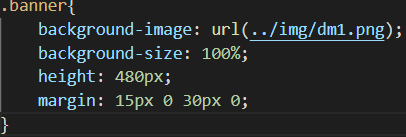 .banner{
background-image: url(../img/dm1.png);
background-size: 100%;
height: 480px;
margin: 15px 0 30px 0;
}